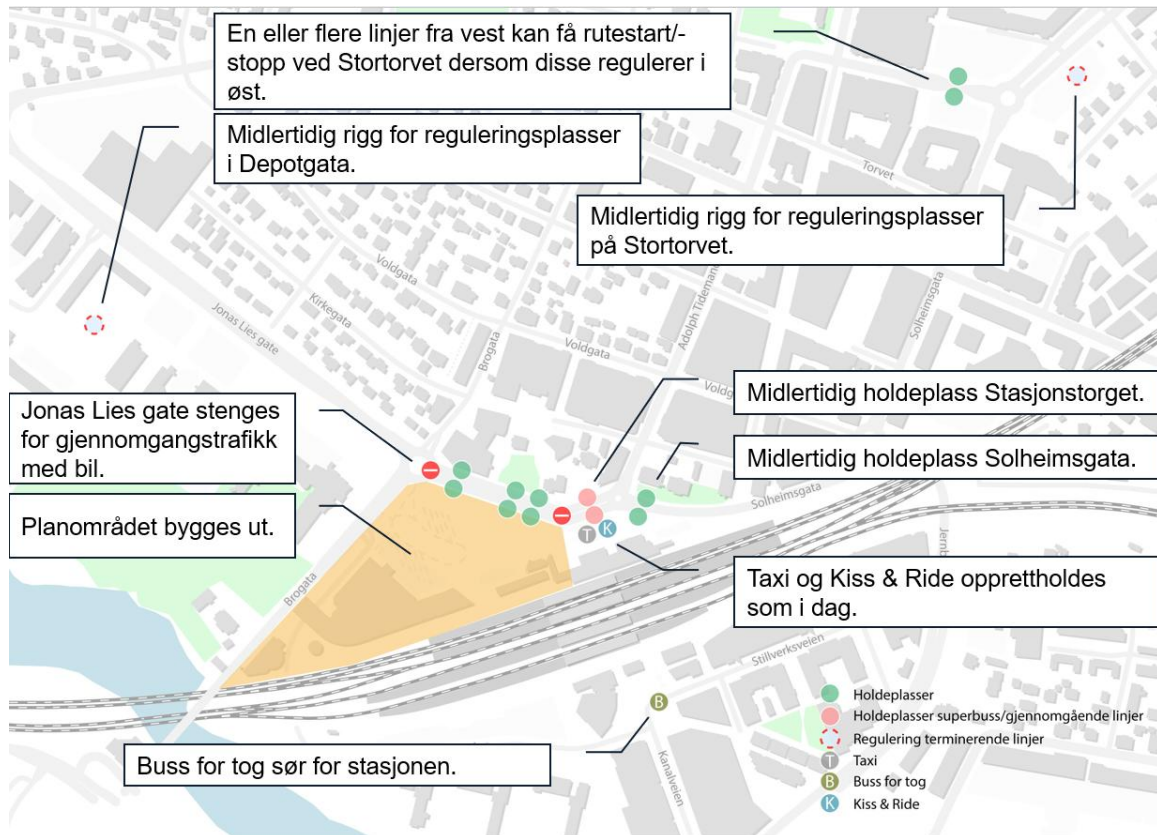 En eller flere linjer fra vest kan få rutestart/-
stopp ved Stortorvet dersom disse regulerer i
øst.
Midlertidig rigg for reguleringsplasser
i Depotgata.
Torvet
Midlertidig rigg for reguleringsplasser
på Stortorvet.
Voldgata
Kirkegata
Jonas Lies gate
Brogata
Voldgata
Adolph Tidemand
Solheimsgata
Voldg
Midlertidig holdeplass Stasjonstorget.
Jonas Lies gate stenges
for gjennomgangstrafikk
med bil.
Midlertidig holdeplass Solheimsgata.
Solheimsgata
Planområdet bygges ut.
T
K
Jernb
Taxi og Kiss & Ride opprettholdes
som i dag.
Brogata
Stillverksveien
B
Kanalveien
Buss for tog sør for stasjonen.
Holdeplasser
Holdeplasser superbuss/gjennomgående linjer
Regulering terminerende linjer
T Taxi
B Buss for tog
K Kiss & Ride